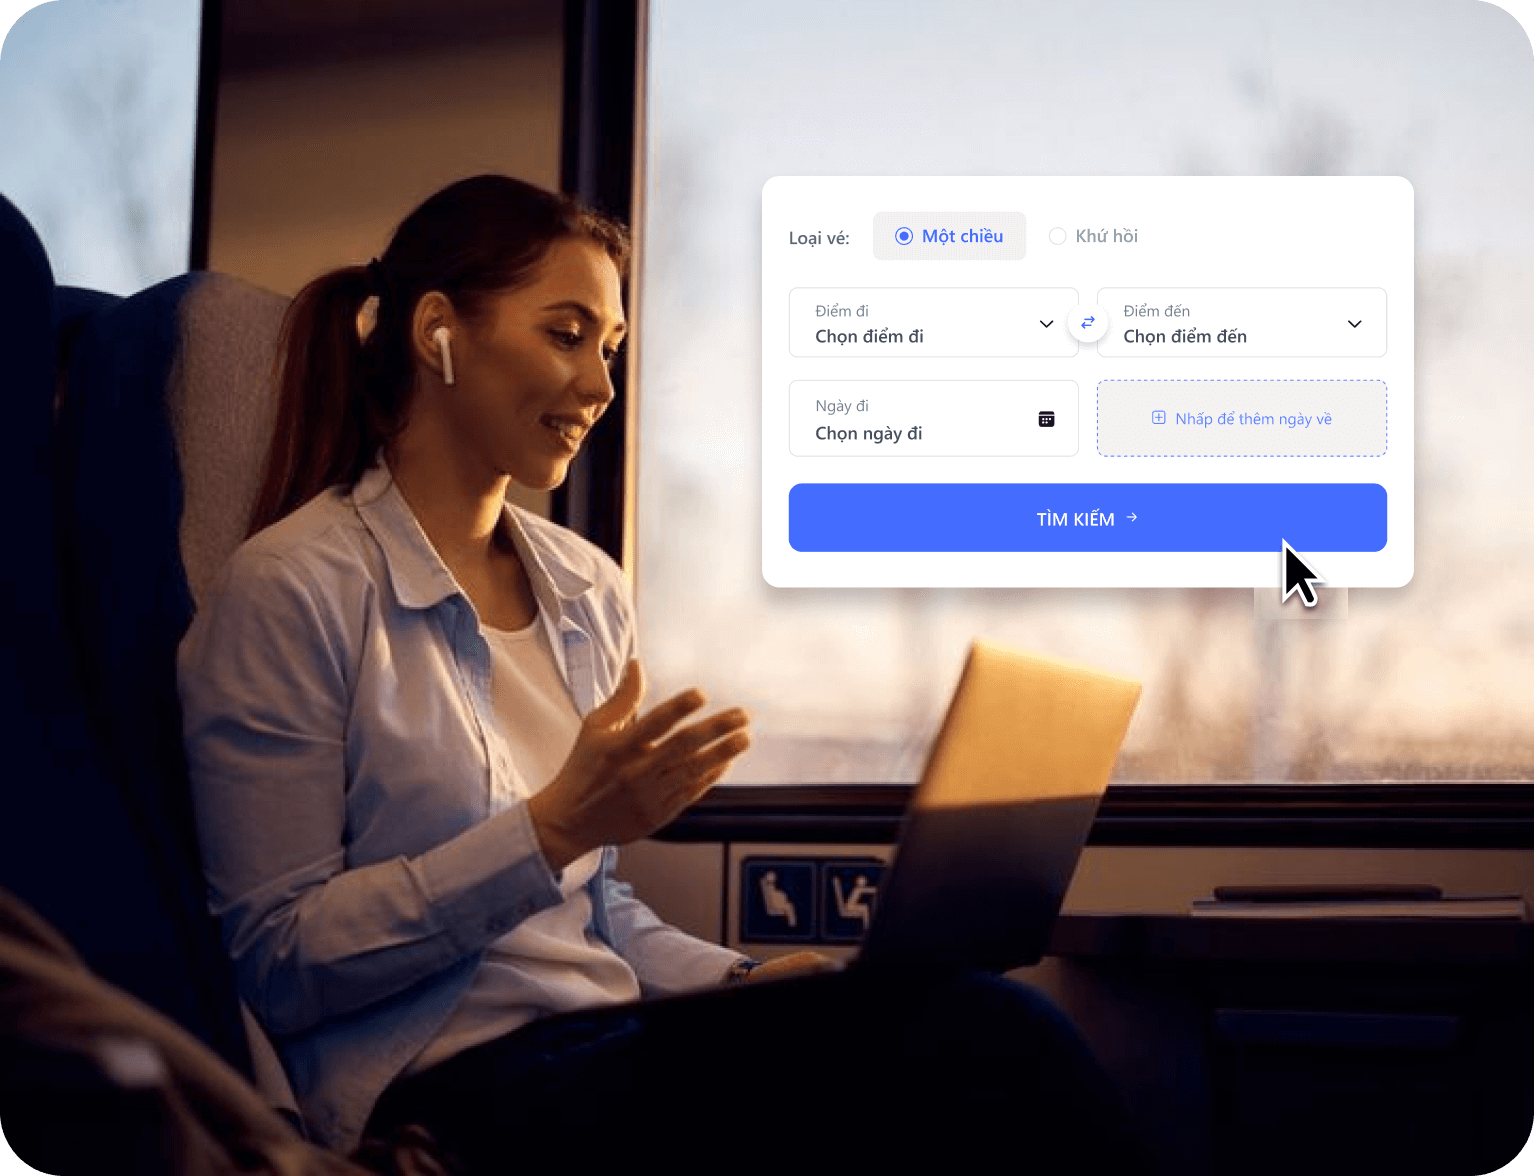 Loại vé:
Một chiều
Khứ hồi
Điểm đi
Chọn điểm đi
Điểm đến
Chọn điểm đến
Ngày đi
Chọn ngày đi
Nhấp để thêm ngày về
TÌM KIẾM